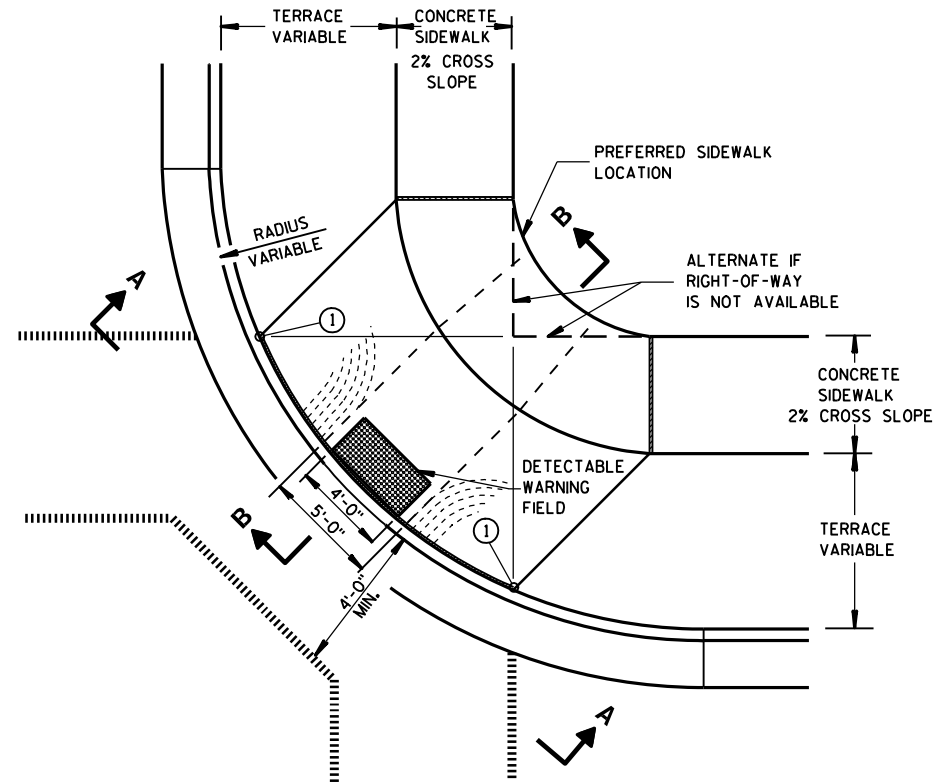 TERRACE
VARIABLE
CONCRETE
SIDEWALK
2% CROSS
SLOPE
PREFERRED SIDEWALK
LOCATION
B
RADIUS
VARIABLE
ALTERNATE IF
RIGHT-OF-WAY
IS NOT AVAILABLE
A
1
CONCRETE
SIDEWALK
2% CROSS SLOPE
DETECTABLE
WARNING
FIELD
4'-0"
5'-0"
B
1
TERRACE
VARIABLE
4'-0"
MIN.
A